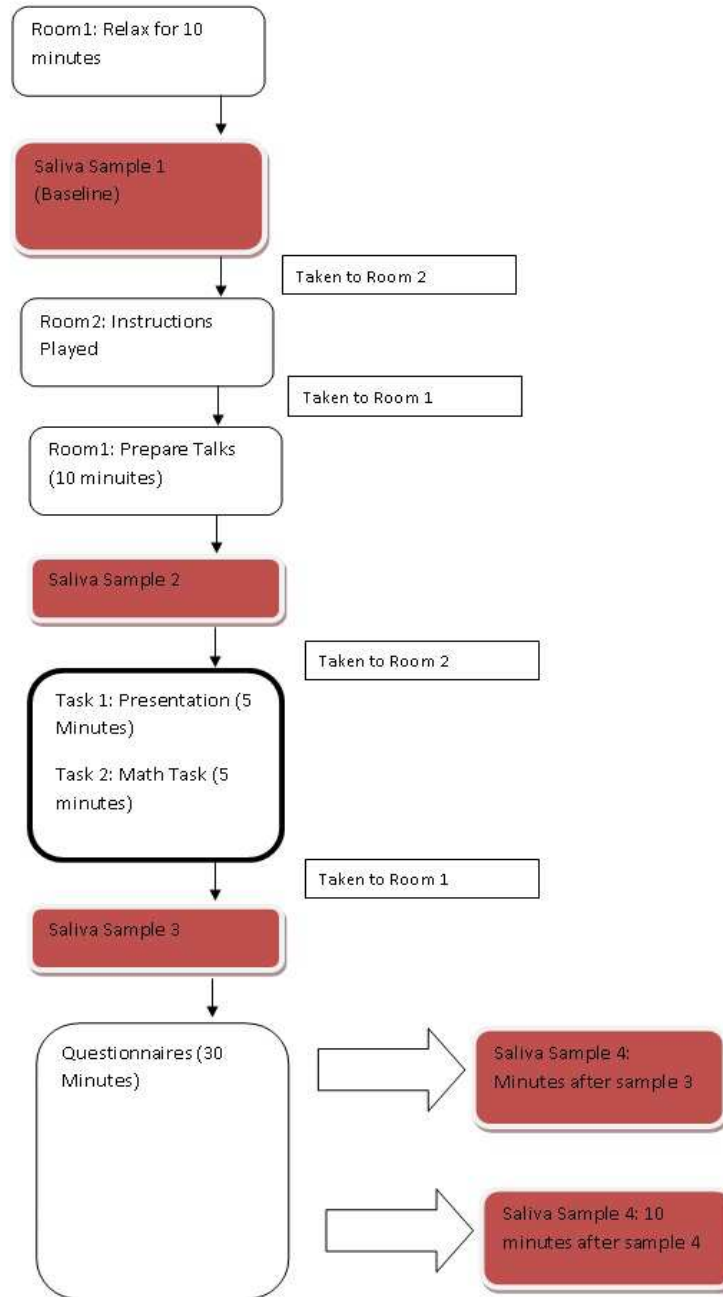 Room1: Relax for 10
minutes
Saliva Sample 1
(Baseline)
Taken to Room 2
Room2: Instructions
Played
Taken to Room 1
Room1: Prepare Talks
(10 minuites)
Saliva Sample 2
Taken to Room 2
Task 1: Presentation (5
Minutes)
Task 2: Math Task (5
minutes)
Taken to Room 1
Saliva Sample 3
Questionnaires (30
Minutes)
Saliva Sample 4:
Minutes after sample 3
Saliva Sample 4: 10
minutes after sample 4